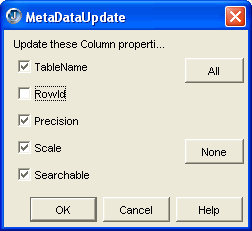 MetaDataUpdate
Update these Column properti...
TableName
All
RowId
Precision
Scale
None
Searchable
OK
Cancel
Help